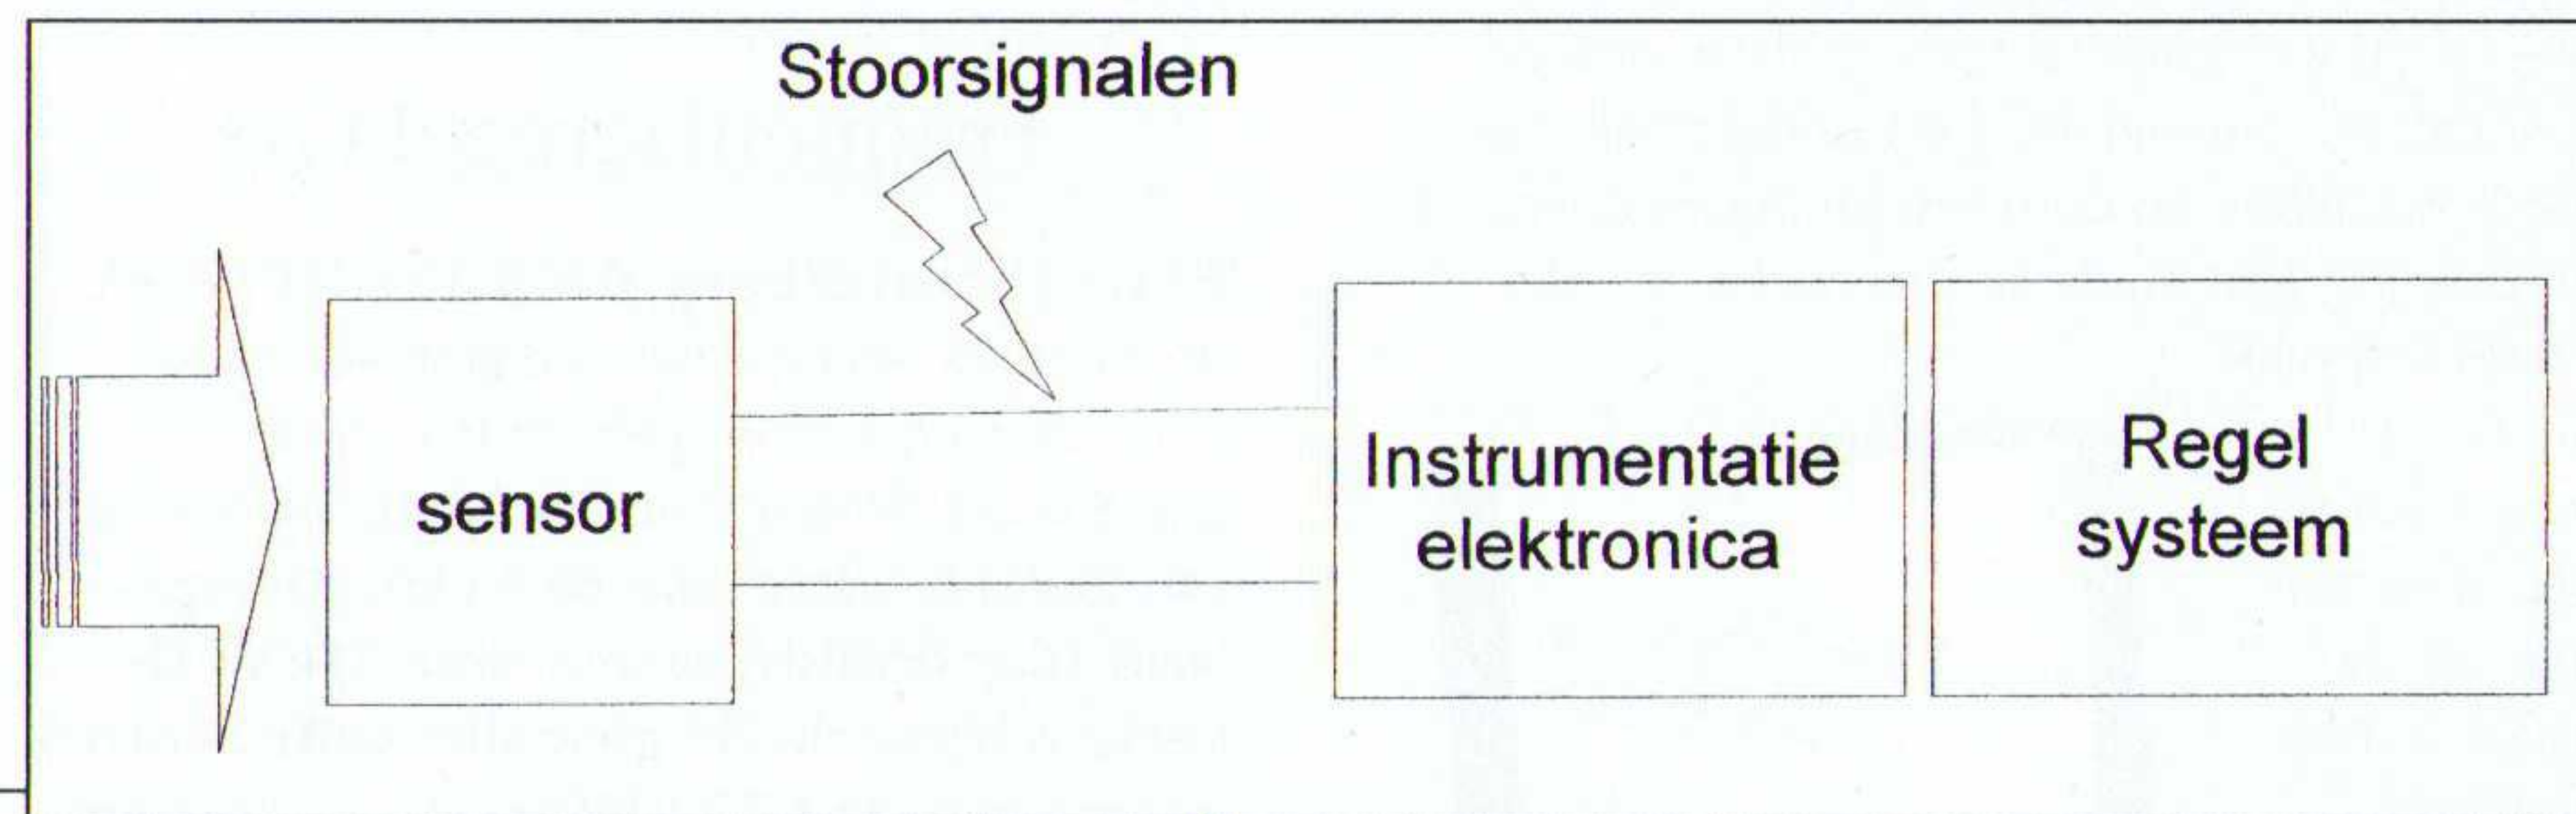 Stoorsignalen
sensor
Instrumentatie
elektronica
Regel
systeem